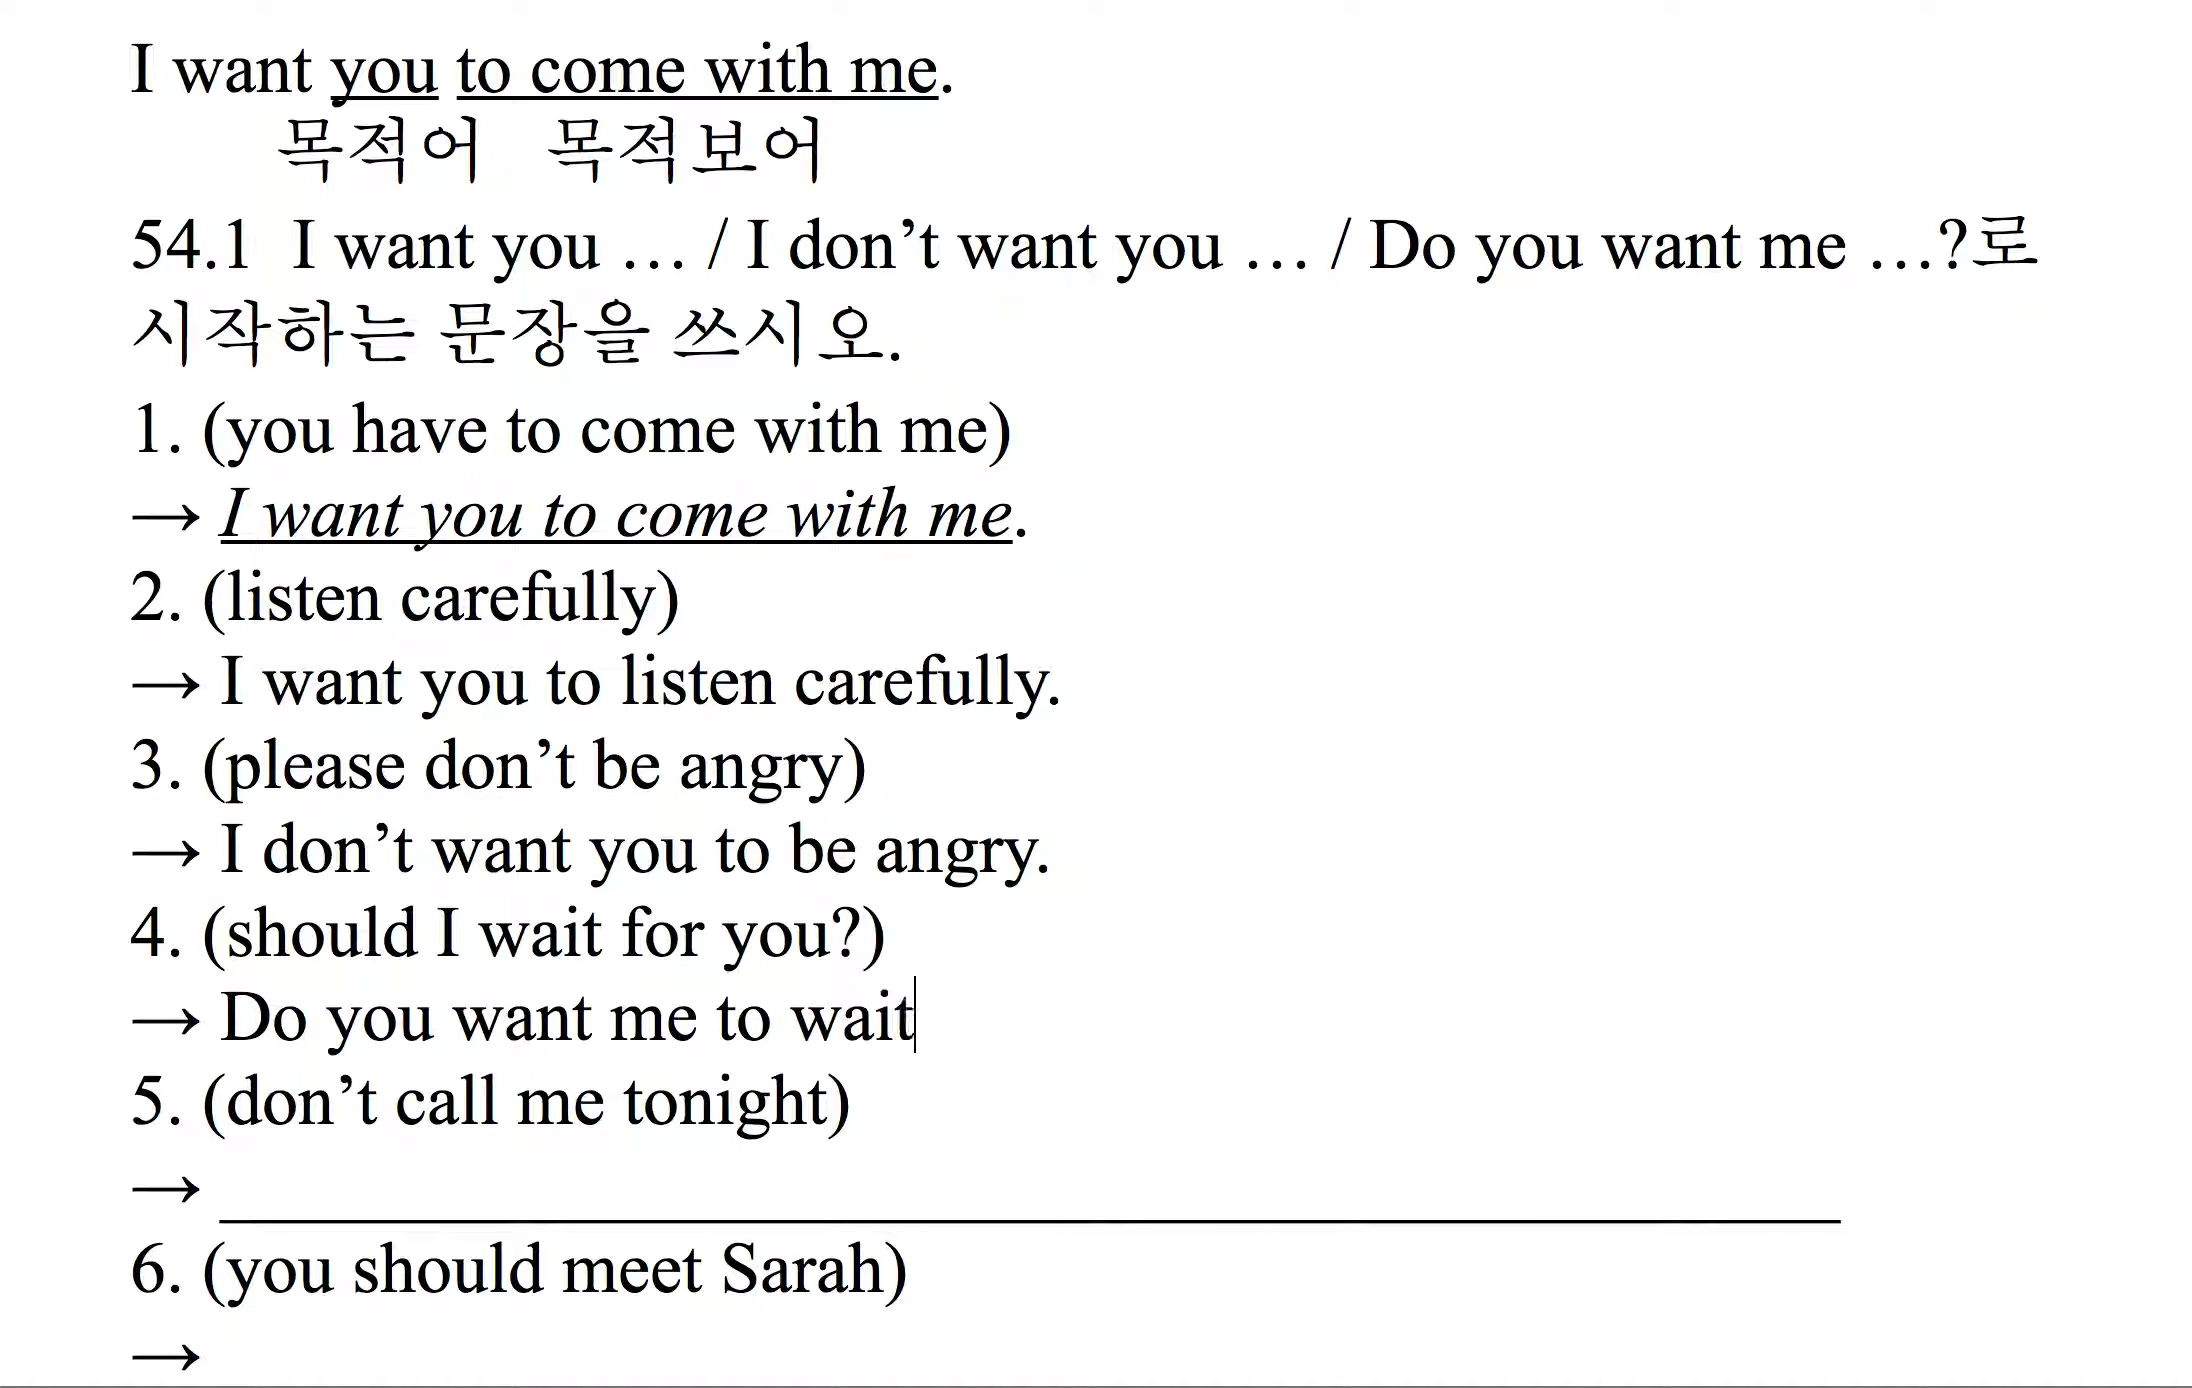 I want you to come with me.
목적어 목적보어
54.1 I want you … / I don’t want you … / Do you want me …?로
시작하는 문장을 쓰시오.
1. (you have to come with me)
→ I want you to come with me.
2. (listen carefully)
→ I want you to listen carefully.
3. (please don’t be angry)
→ I don’t want you to be angry.
4. (should I wait for you?)
→ Do you want me to wait
5. (don’t call me tonight)
→
6. (you should meet Sarah)
→